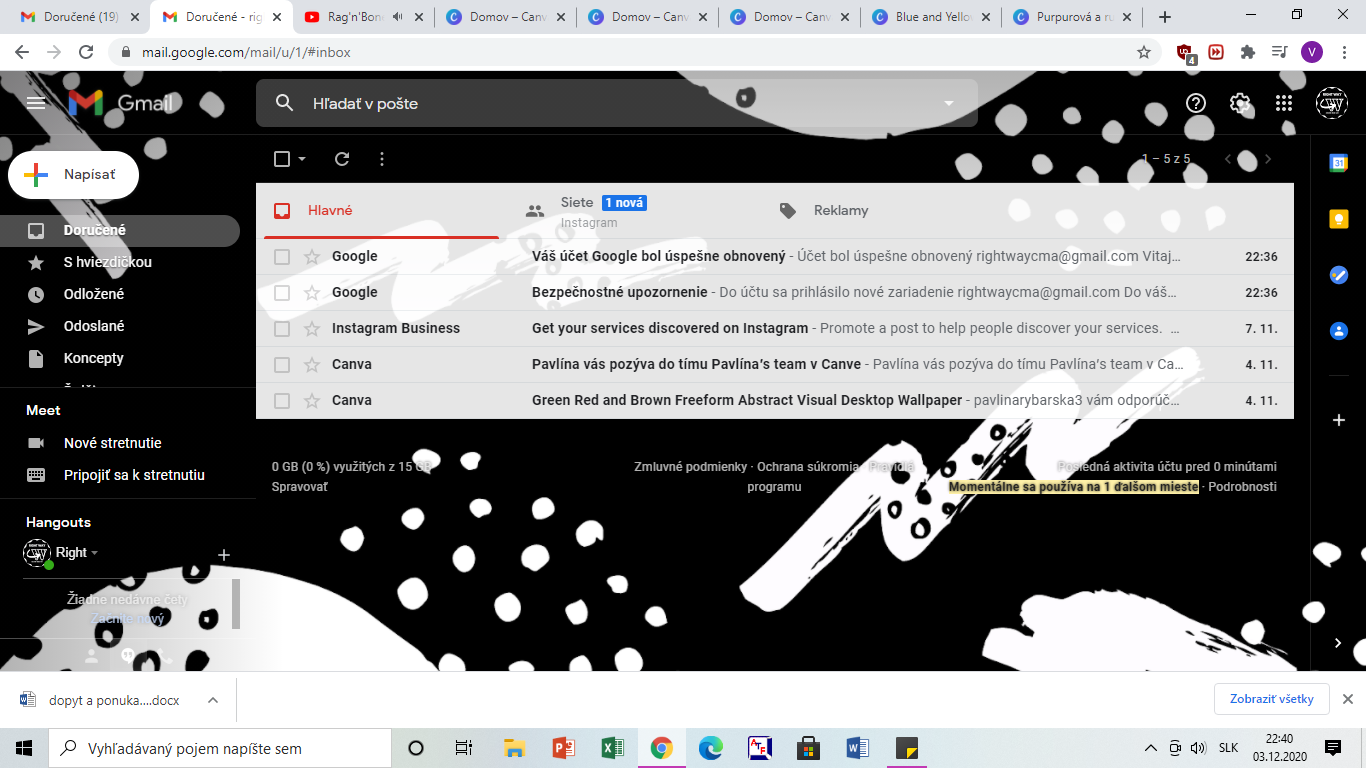 Doručené (19)
Doručené - rig
Rag'n'Bone
Domov – Canv
Domov – Canv
Domov – Canv
Blue and Yello
Purpurová a ru
mail.google.com/mail/u/1/#inbox
4
V
Gmail
Hľadať v pošte
RIGHT WAY
Napísať
1 – 5 z 5
31
Hlavné
Siete 1 nová
Instagram
Reklamy
Doručené
S hviezdičkou
Odložené
Odoslané
Koncepty
Google Váš účet Google bol úspešne obnovený - Účet bol úspešne obnovený rightwaycma@gmail.com Vitaj… 22:36
Google Bezpečnostné upozornenie - Do účtu sa prihlásilo nové zariadenie rightwaycma@gmail.com Do váš… 22:36
Instagram Business Get your services discovered on Instagram - Promote a post to help people discover your services. … 7. 11.
Canva Pavlína vás pozýva do tímu Pavlína's team v Canve - Pavlína vás pozýva do tímu Pavlína's team v Ca… 4. 11.
Canva Green Red and Brown Freeform Abstract Visual Desktop Wallpaper - pavlinarybarska3 vám odporúč… 4. 11.
Meet
Nové stretnutie
Pripojiť sa k stretnutiu
0 GB (0 %) využitých z 15 GB
Spravovať
Zmluvné podmienky · Ochrana súkromia · Pravidlá
programu
Posledná aktivita účtu pred 0 minútami
Momentálne sa používa na 1 ďalšom mieste - Podrobnosti
Hangouts
Right
Žiadne nedávne čety
Začnite nový
dopyt a ponuka....docx
Zobraziť všetky
Vyhľadávaný pojem napíšte sem
SLK
22:40
03.12.2020